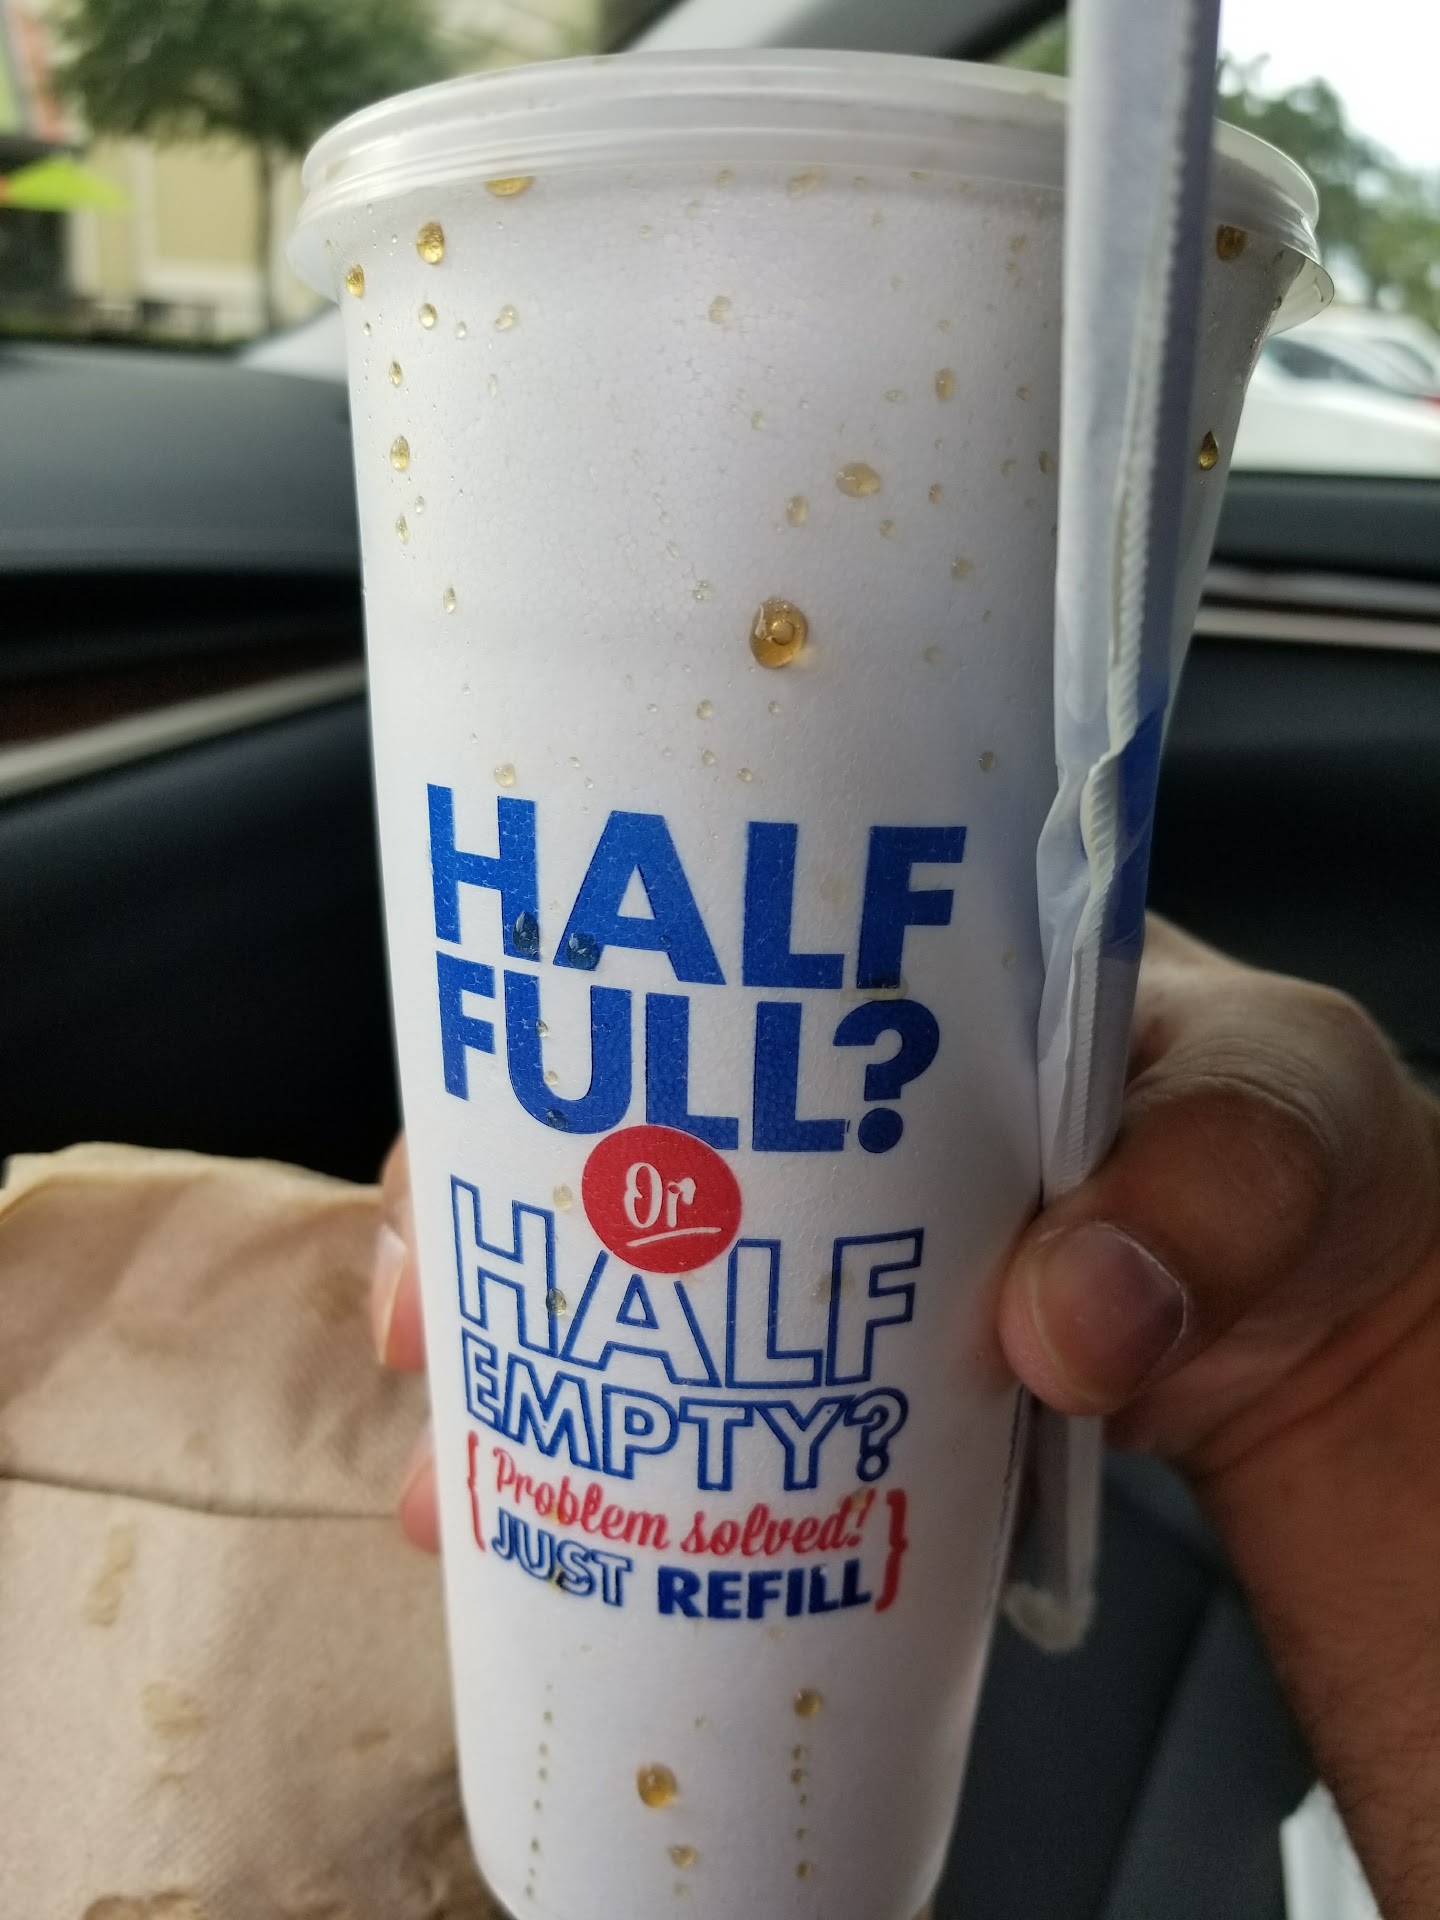 HALF
FULL?
Or
HALF
EMPTY?
{Problem solved!
JUST REFILL}